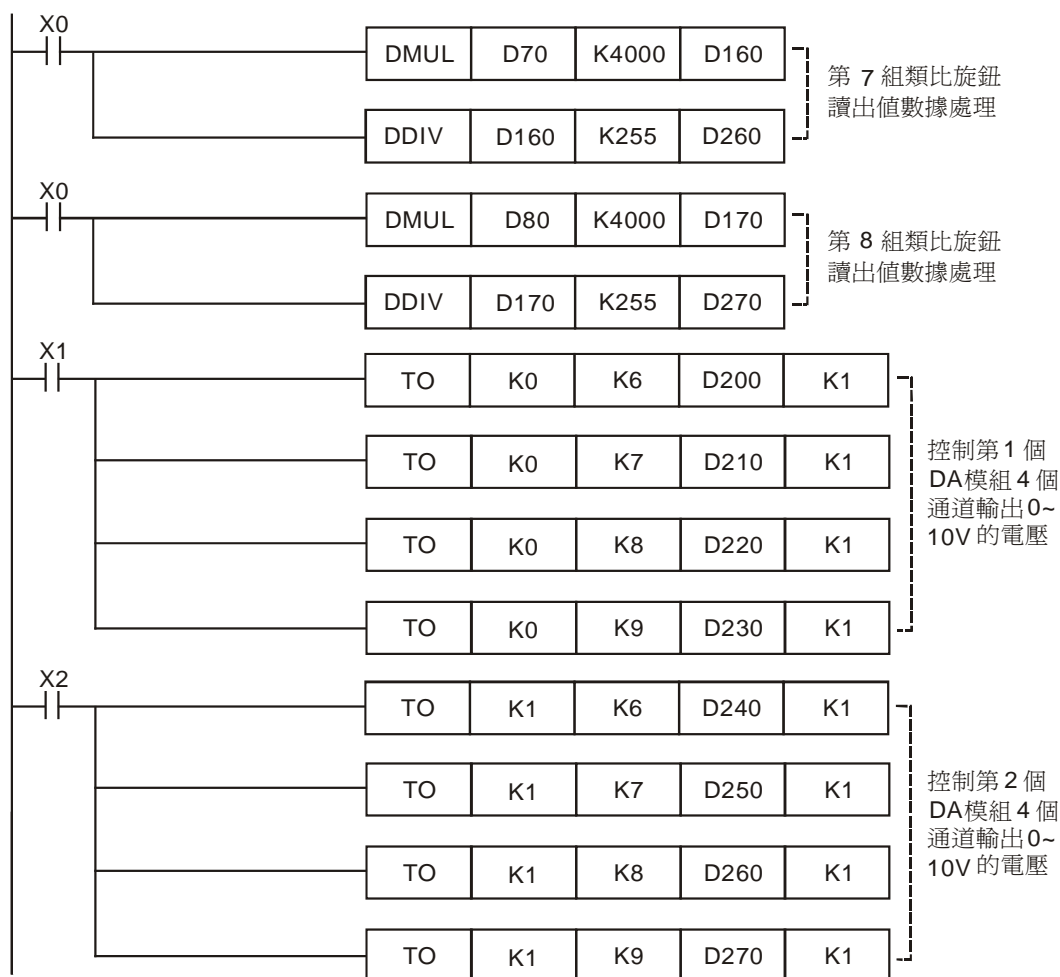 X0
DMUL D70 K4000 D160
DDIV D160 K255 D260
第 7 組類比旋鈕
讀出值數據處理
X0
DMUL D80 K4000 D170
DDIV D170 K255 D270
第 8 組類比旋鈕
讀出值數據處理
X1
TO K0 K6 D200 K1
TO K0 K7 D210 K1
TO K0 K8 D220 K1
TO K0 K9 D230 K1
控制第 1 個
DA模組 4 個
通道輸出 0~
10V 的電壓
X2
TO K1 K6 D240 K1
TO K1 K7 D250 K1
TO K1 K8 D260 K1
TO K1 K9 D270 K1
控制第 2 個
DA模組 4 個
通道輸出 0~
10V 的電壓